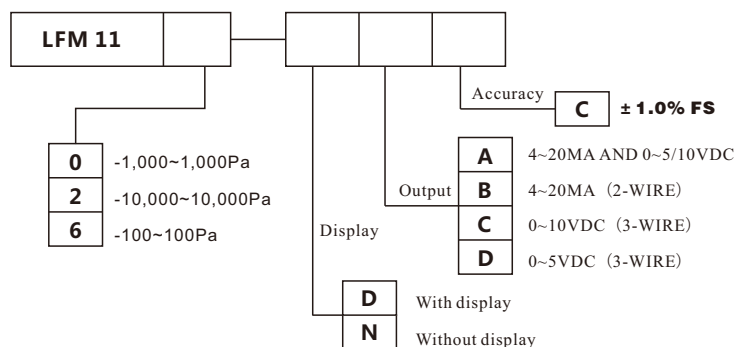 LFM 11
Accuracy
C ± 1.0% FS
0 -1,000~1,000Pa
2 -10,000~10,000Pa
6 -100~100Pa
Output
A 4~20MA AND 0~5/10VDC
B 4~20MA (2-WIRE)
C 0~10VDC (3-WIRE)
D 0~5VDC (3-WIRE)
Display
D With display
N Without display